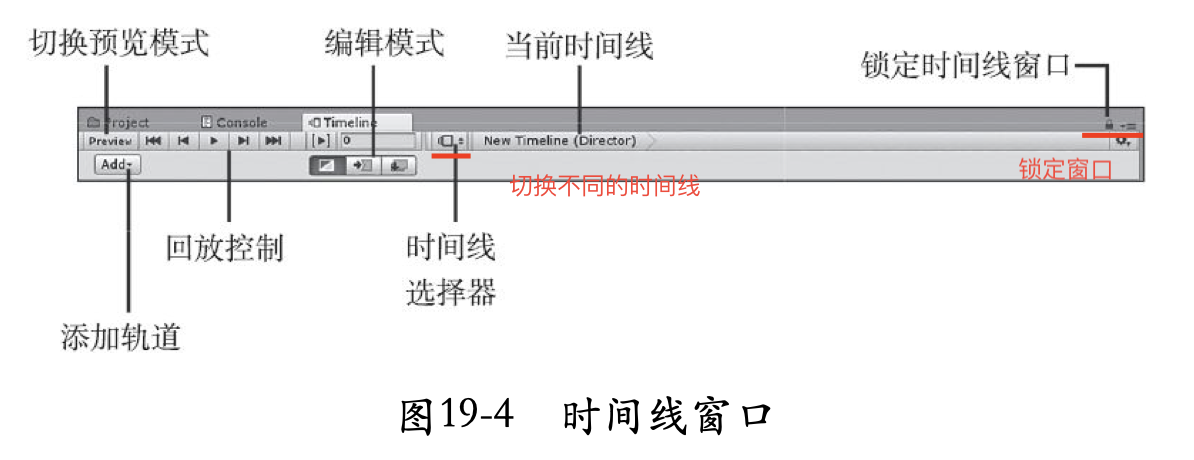 切换预览模式
编辑模式
当前时间线
锁定时间线窗口
Project
Console
Timeline
Preview
0
New Timeline (Director)
Add
切换不同的时间线
锁定窗口
回放控制
时间线
选择器
添加轨道
图19-4 时间线窗口